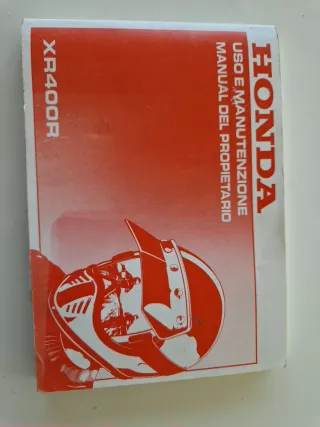 HONDA
USO E MANUTENZIONE
MANUAL DEL PROPIETARIO
XR400R